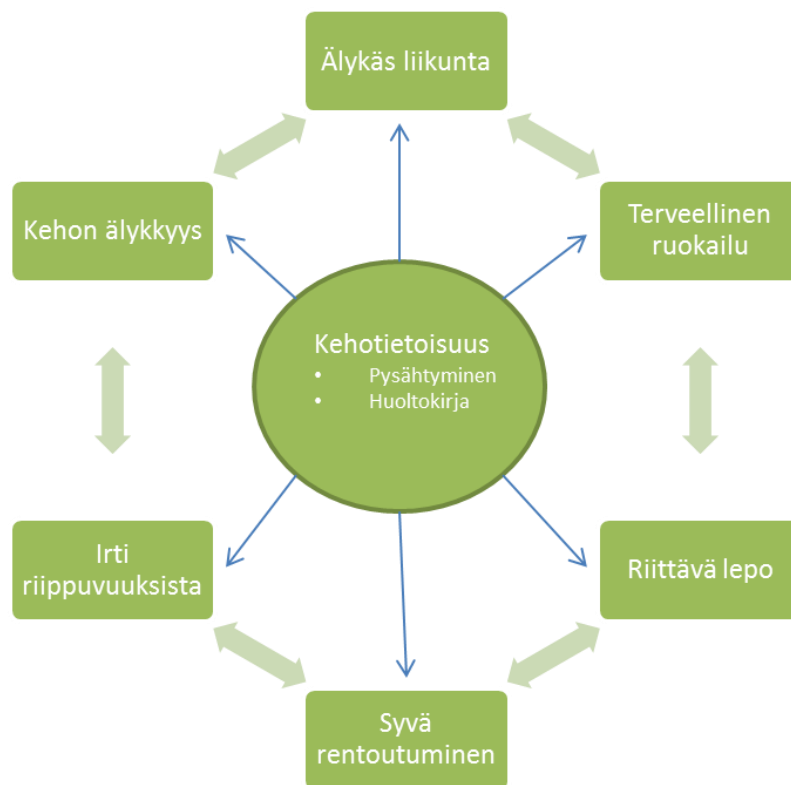 Älykäs liikunta
Kehon älykkyys
Terveellinen
ruokailu
Kehotietoisuus
• Pysähtyminen
• Huoltokirja
Irti
riippuvuuksista
Riittävä lepo
Syvä
rentoutuminen